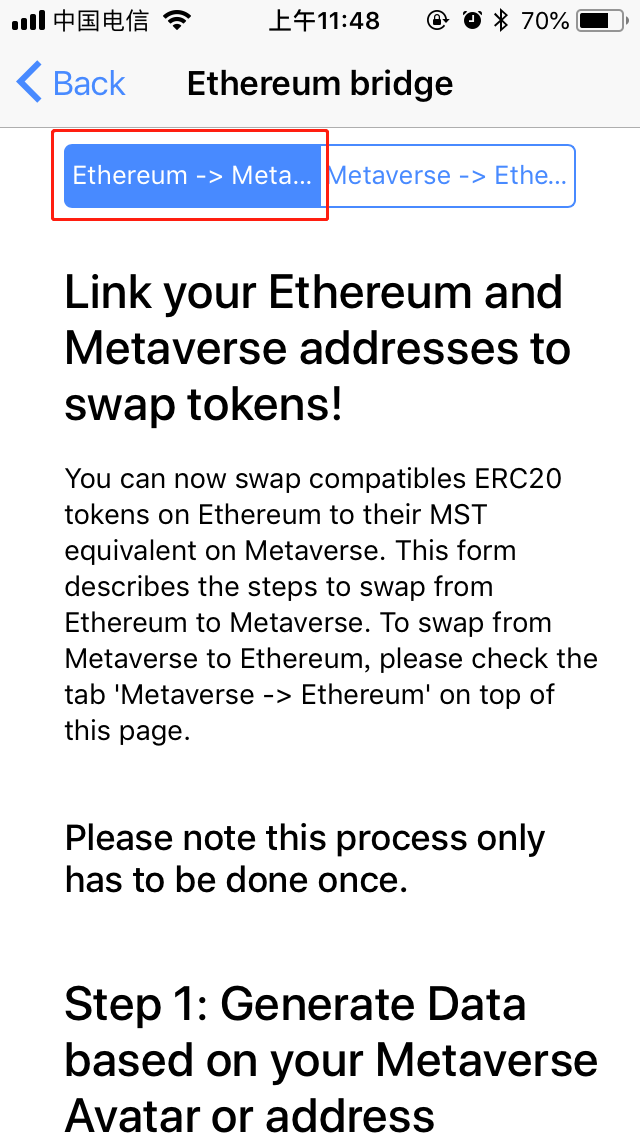 中国电信 上午11:48 70%
Back Ethereum bridge
Ethereum -> Meta... Metaverse -> Ethe...
Link your Ethereum and
Metaverse addresses to
swap tokens!
You can now swap compatibles ERC20
tokens on Ethereum to their MST
equivalent on Metaverse. This form
describes the steps to swap from
Ethereum to Metaverse. To swap from
Metaverse to Ethereum, please check the
tab 'Metaverse -> Ethereum' on top of
this page.
Please note this process only
has to be done once.
Step 1: Generate Data
based on your Metaverse
Avatar or address